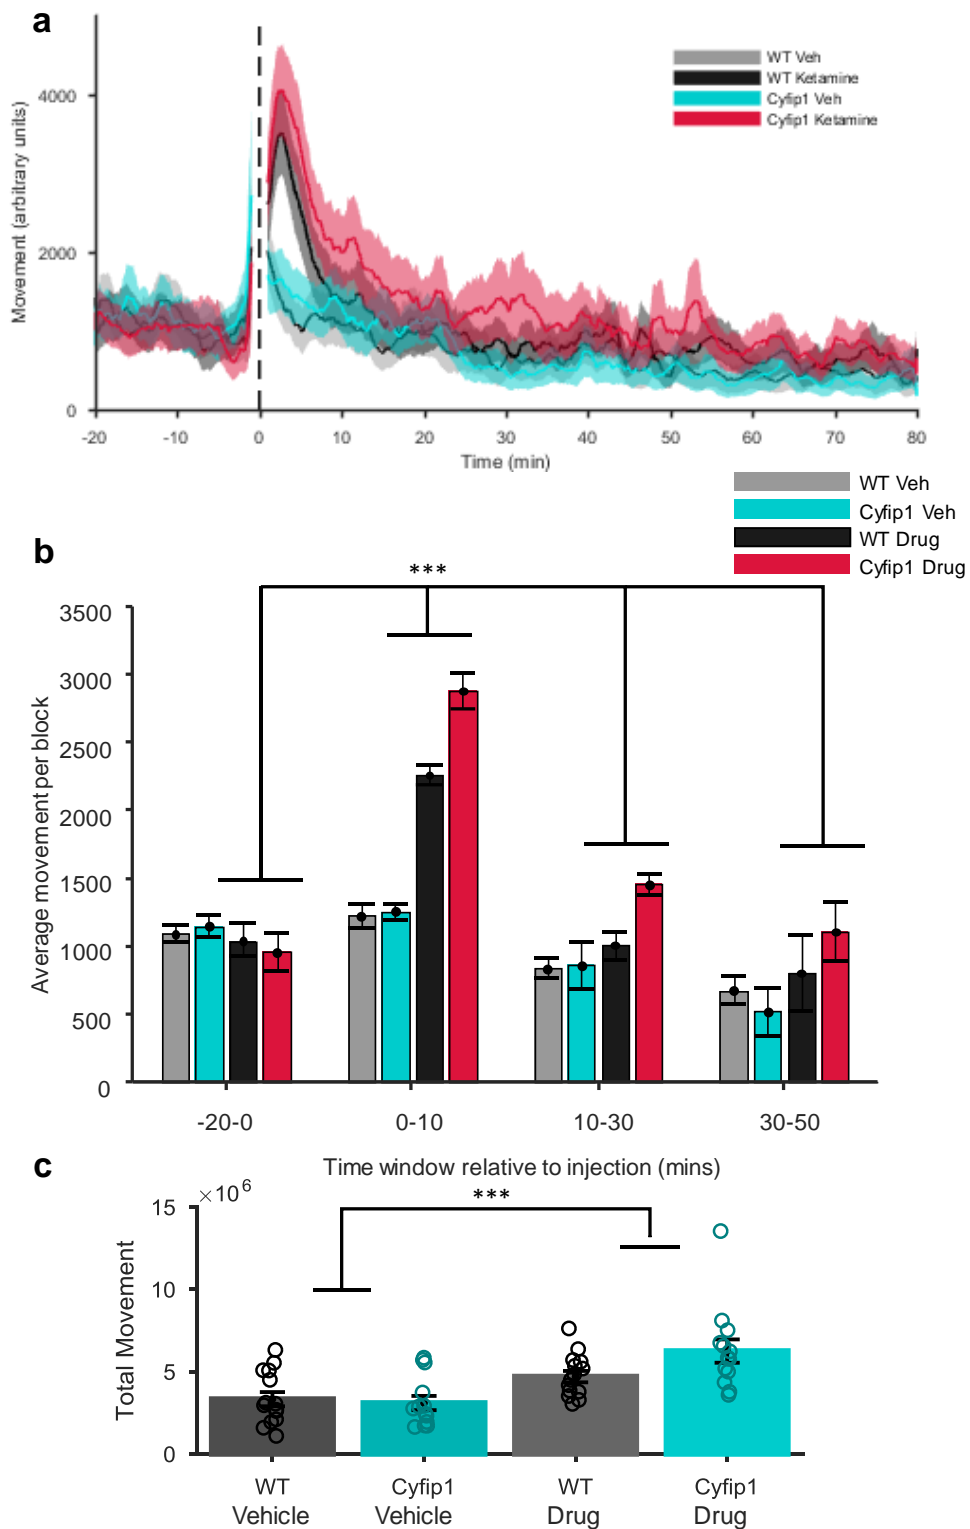 a
Movement (arbitrary units)
4000
2000
0
WT Veh
WT Ketamine
Cyfip1 Veh
Cyfip1 Ketamine
-20 -10 0 10 20 30 40 50 60 70 80
Time (min)
WT Veh
Cyfip1 Veh
WT Drug
Cyfip1 Drug
b
***
Average movement per block
3500
3000
2500
2000
1500
1000
500
0
-20-0 0-10 10-30 30-50
Time window relative to injection (mins)
c
×10⁶
***
Total Movement
15
10
5
0
WT Cyfip1 WT Cyfip1
Vehicle Vehicle Drug Drug